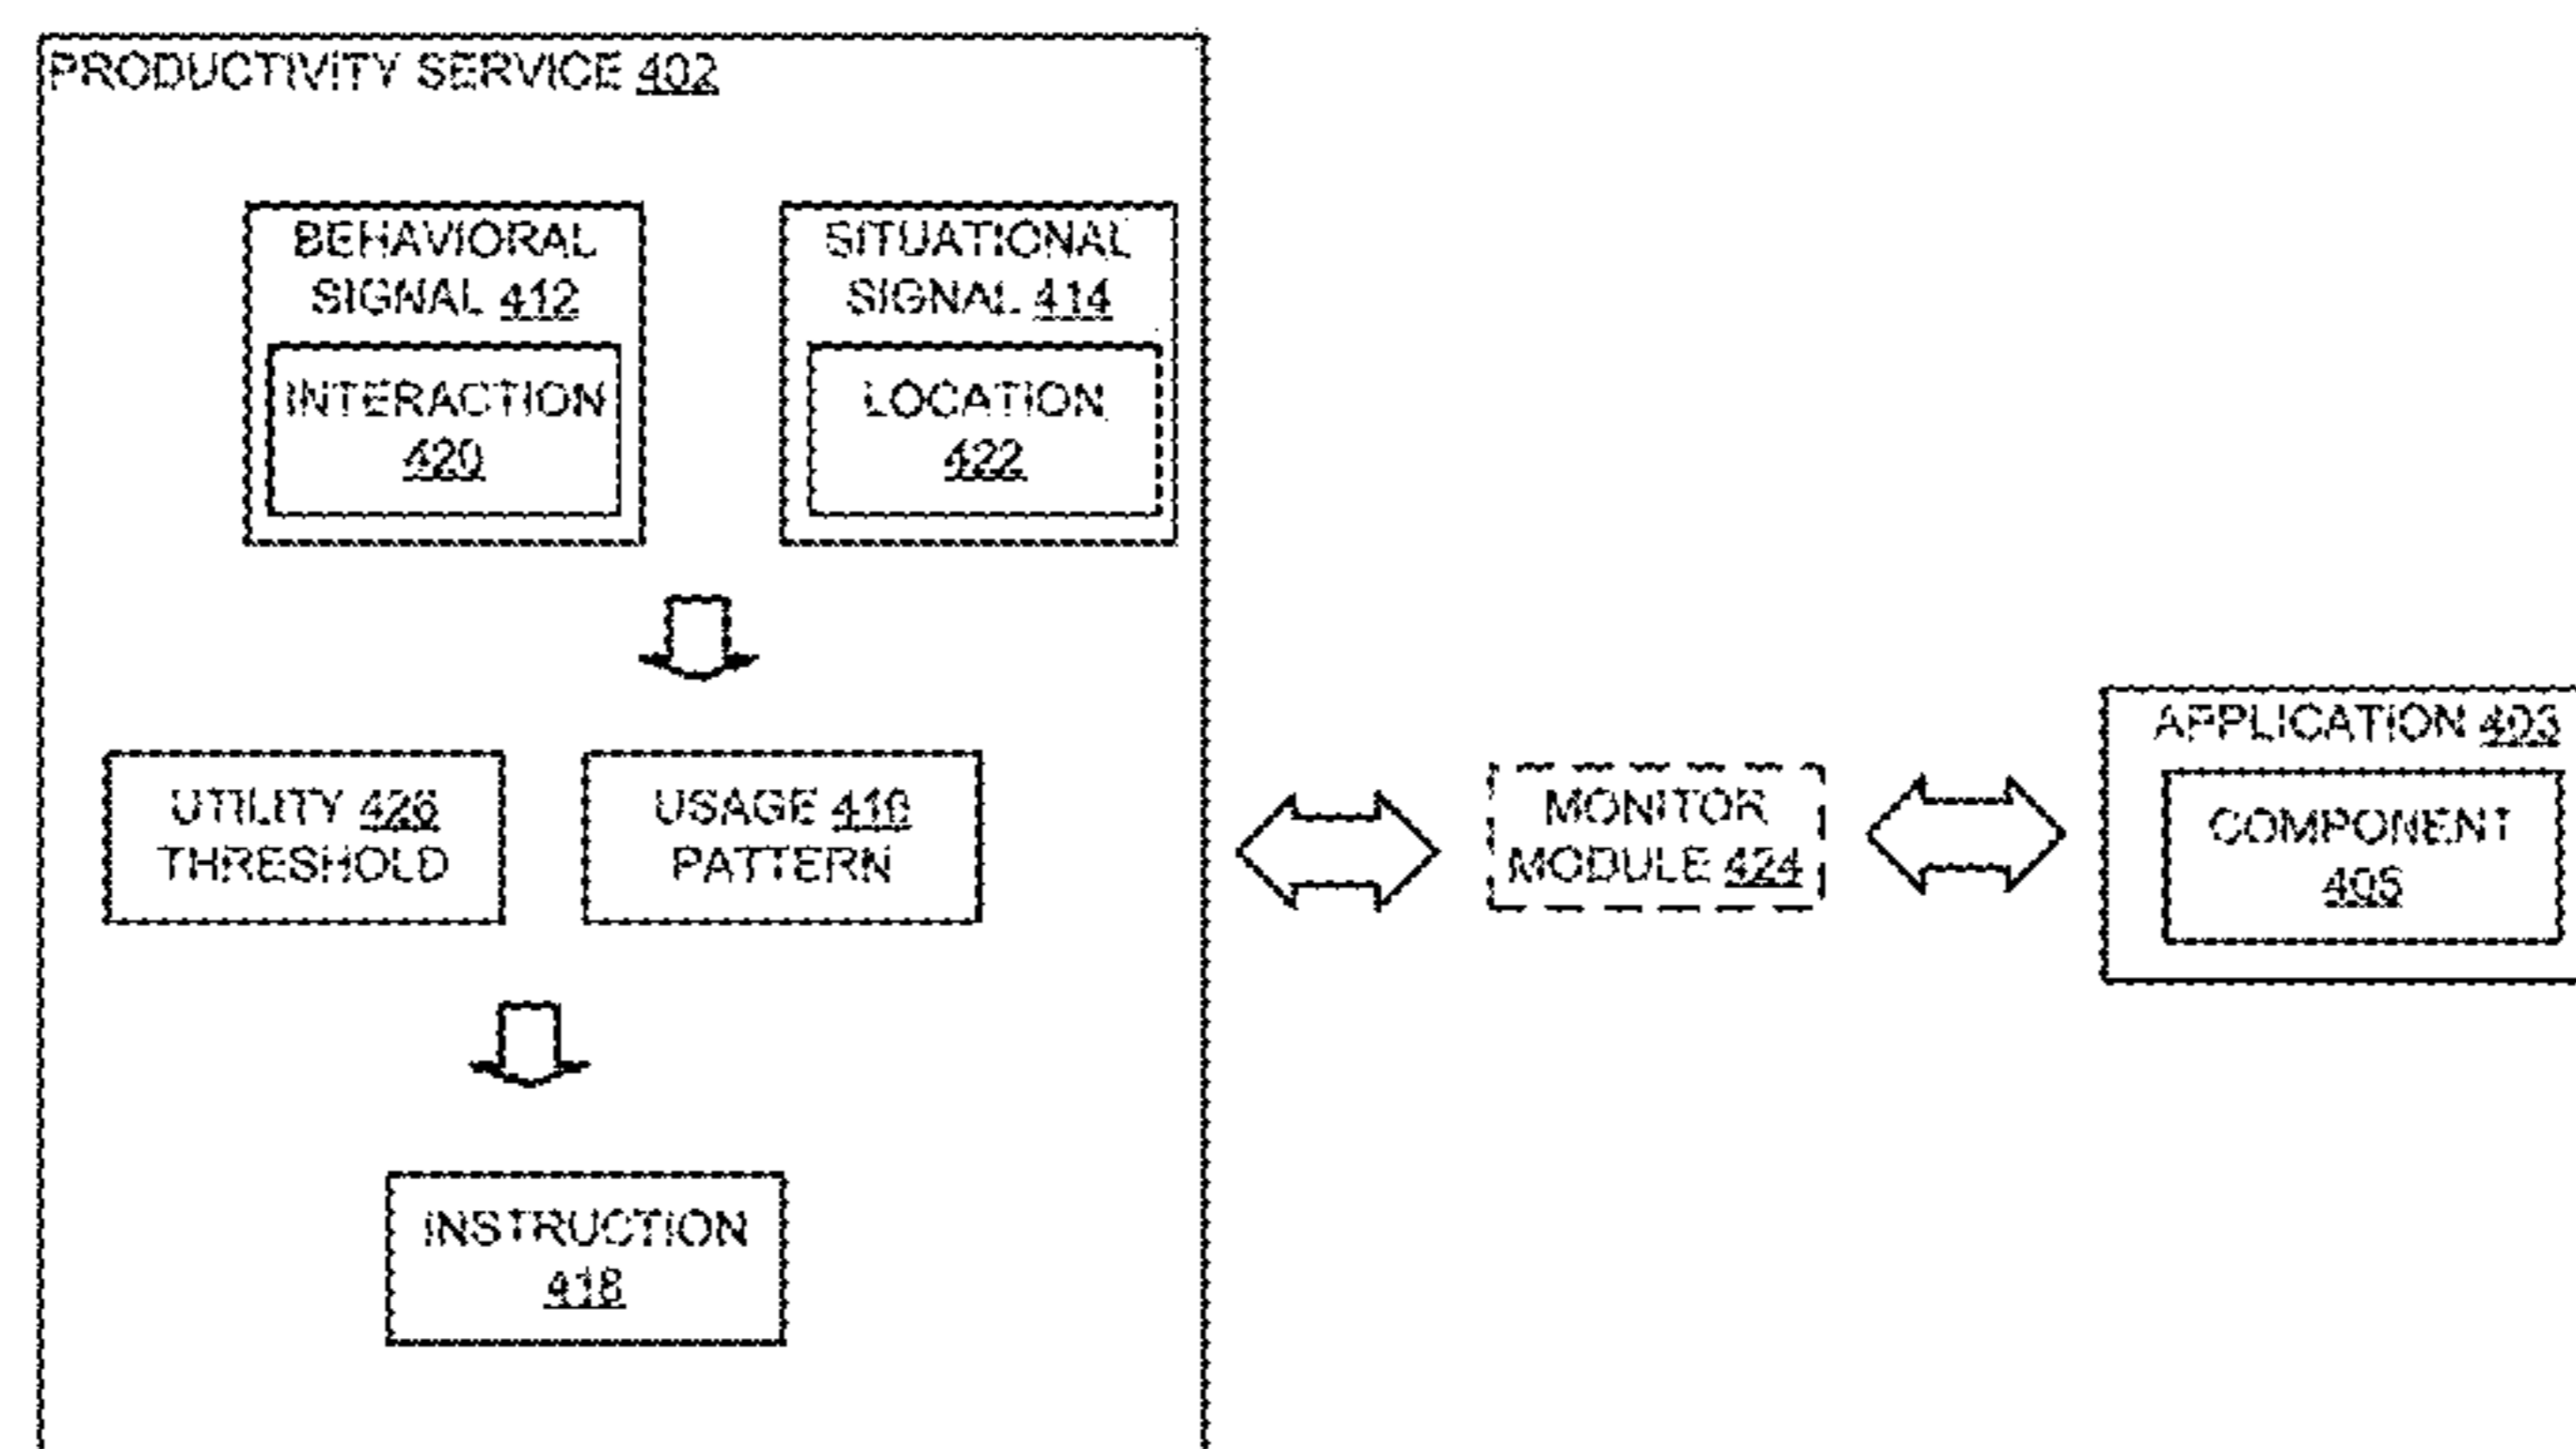 PRODUCTIVITY SERVICE 402
BEHAVIORAL
SIGNAL 412
INTERACTION
420
SITUATIONAL
SIGNAL 414
LOCATION
422
UTILITY 426
THRESHOLD
USAGE 410
PATTERN
INSTRUCTION
418
MONITOR
MODULE 424
APPLICATION 403
COMPONENT
405